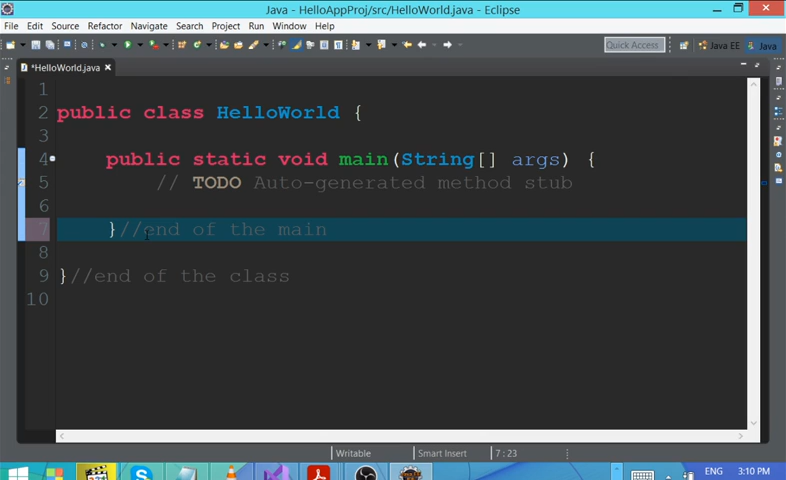 Java - HelloAppProj/src/HelloWorld.java - Eclipse
File Edit Source Refactor Navigate Search Project Run Window Help
Quick Access Java EE Java
*HelloWorld.java
1
2 public class HelloWorld {
3
4 public static void main(String[] args) {
5 // TODO Auto-generated method stub
6
7 }//end of the main
8
9 }//end of the class
10
Writable Smart Insert 7 : 23
ENG 3:10 PM